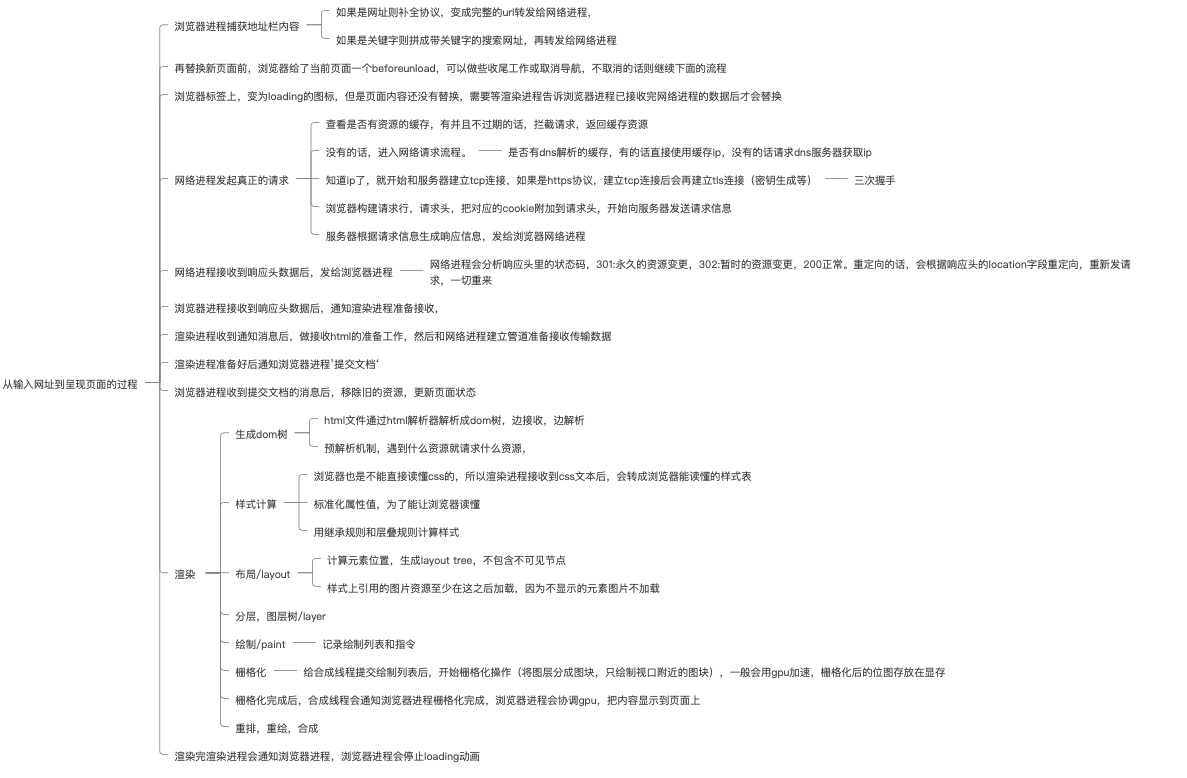 如果是网址则补全协议，变成完整的url转发给网络进程，
浏览器进程捕获地址栏内容
如果是关键字则拼成带关键字的搜索网址，再转发给网络进程
再替换新页面前，浏览器给了当前页面一个beforeunload，可以做些收尾工作或取消导航，不取消的话则继续下面的流程
浏览器标签上，变为loading的图标，但是页面内容还没有替换，需要等渲染进程告诉浏览器进程已接收完网络进程的数据后才会替换
查看是否有资源的缓存，有并且不过期的话，拦截请求，返回缓存资源
没有的话，进入网络请求流程。 是否有dns解析的缓存，有的话直接使用缓存ip，没有的话请求dns服务器获取ip
网络进程发起真正的请求 知道ip了，就开始和服务器建立tcp连接，如果是https协议，建立tcp连接后会再建立tls连接（密钥生成等） 三次握手
浏览器构建请求行，请求头，把对应的cookie附加到请求头，开始向服务器发送请求信息
服务器根据请求信息生成响应信息，发给浏览器网络进程
网络进程接收到响应头数据后，发给浏览器进程
网络进程会分析响应头里的状态码，301:永久的资源变更，302:暂时的资源变更，200正常。重定向的话，会根据响应头的location字段重定向，重新发请
求，一切重来
浏览器进程接收到响应头数据后，通知渲染进程准备接收，
渲染进程收到通知消息后，做接收html的准备工作，然后和网络进程建立管道准备接收传输数据
渲染进程准备好后通知浏览器进程’提交文档‘
从输入网址到呈现页面的过程
浏览器进程收到提交文档的消息后，移除旧的资源，更新页面状态
html文件通过html解析器解析成dom树，边接收，边解析
生成dom树
预解析机制，遇到什么资源就请求什么资源，
浏览器也是不能直接读懂css的，所以渲染进程接收到css文本后，会转成浏览器能读懂的样式表
样式计算 标准化属性值，为了能让浏览器读懂
用继承规则和层叠规则计算样式
计算元素位置，生成layout tree，不包含不可见节点
渲染 布局/layout
样式上引用的图片资源至少在这之后加载，因为不显示的元素图片不加载
分层，图层树/layer
绘制/paint 记录绘制列表和指令
栅格化 给合成线程提交绘制列表后，开始栅格化操作（将图层分成图块，只绘制视口附近的图块），一般会用gpu加速，栅格化后的位图存放在显存
栅格化完成后，合成线程会通知浏览器进程栅格化完成，浏览器进程会协调gpu，把内容显示到页面上
重排，重绘，合成
渲染完渲染进程会通知浏览器进程，浏览器进程会停止loading动画